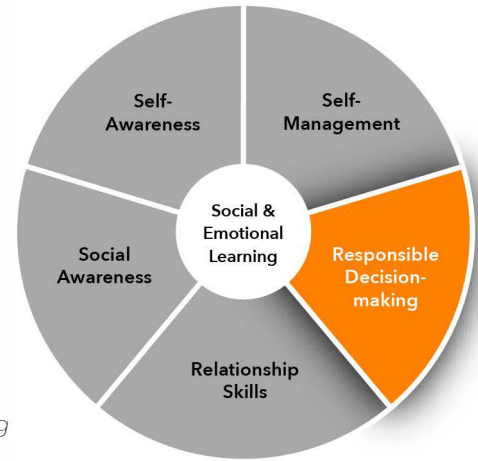 Self-
Awareness
Self-
Management
Social &
Emotional
Learning
Social
Awareness
Responsible
Decision-
making
Relationship
Skills
g